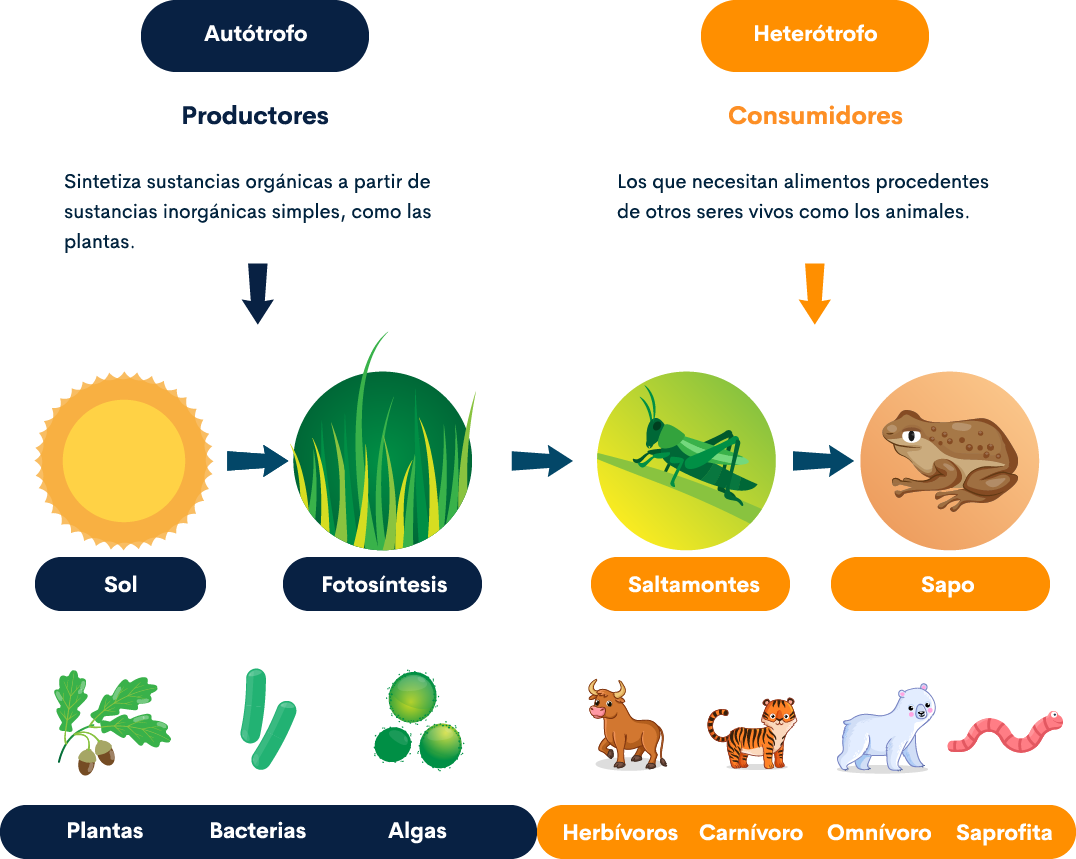 Autótrofo
Heterótrofo
Productores
Consumidores
Sintetiza sustancias orgánicas a partir de
sustancias inorgánicas simples, como las
plantas.
Los que necesitan alimentos procedentes
de otros seres vivos como los animales.
Sol
Fotosíntesis
Saltamontes
Sapo
Plantas
Bacterias
Algas
Herbívoros
Carnívoro
Omnívoro
Saprofita